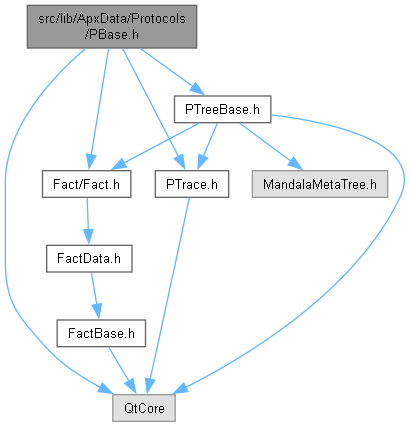 src/lib/ApxData/Protocols
/PBase.h
PTreeBase.h
Fact/Fact.h
PTrace.h
MandalaMetaTree.h
FactData.h
FactBase.h
QtCore